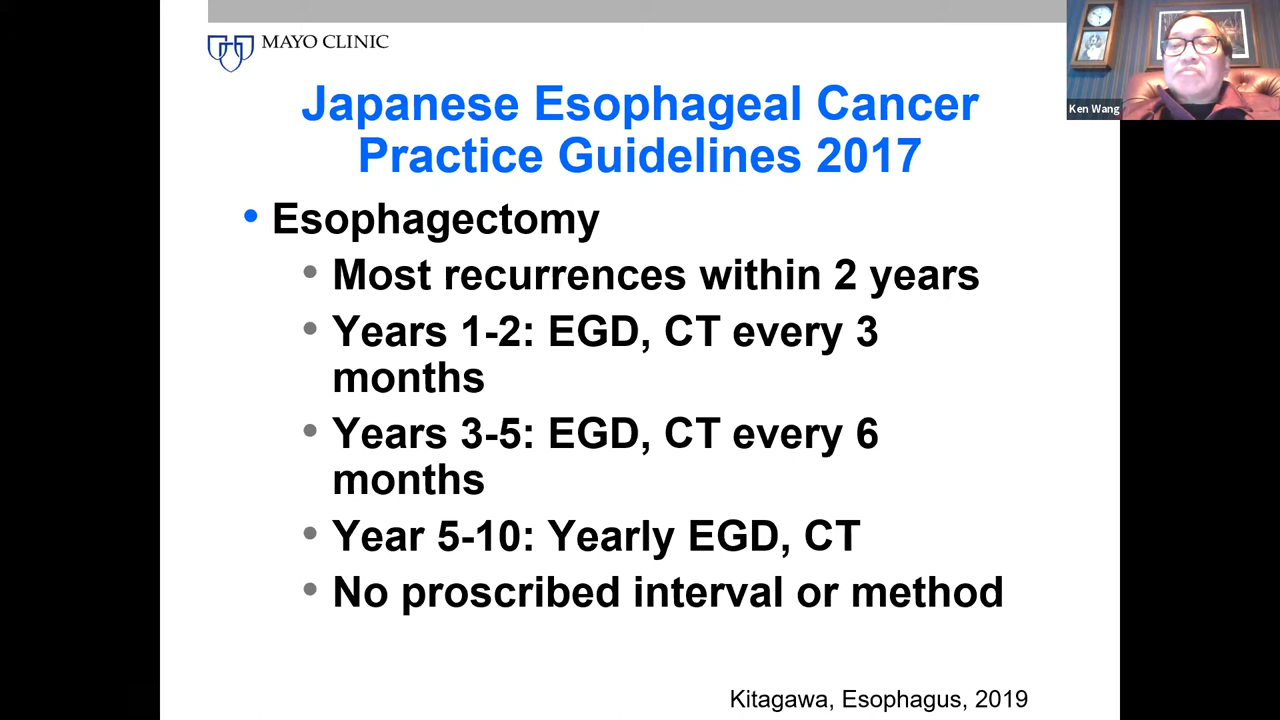 MAYO CLINIC
Ken Wang
Japanese Esophageal Cancer
Practice Guidelines 2017
• Esophagectomy
• Most recurrences within 2 years
• Years 1-2: EGD, CT every 3
months
• Years 3-5: EGD, CT every 6
months
• Year 5-10: Yearly EGD, CT
• No proscribed interval or method
Kitagawa, Esophagus, 2019